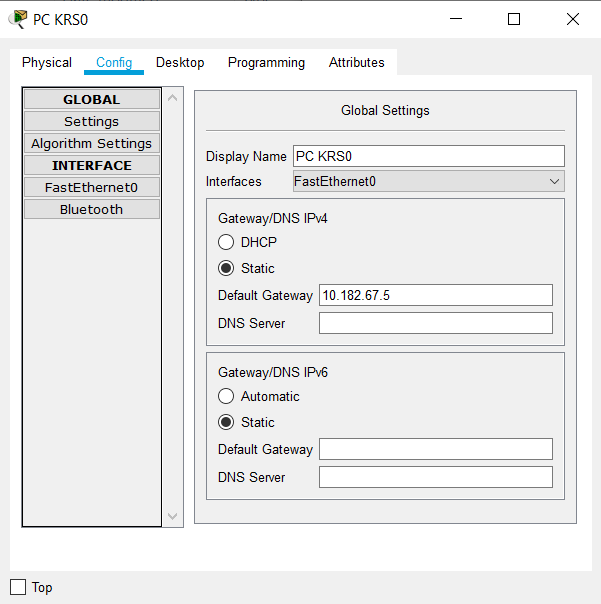 PC KRS0
Physical Config Desktop Programming Attributes
GLOBAL
Settings
Algorithm Settings
INTERFACE
FastEthernet0
Bluetooth
Global Settings
Display Name PC KRS0
Interfaces FastEthernet0
Gateway/DNS IPv4
DHCP
Static
Default Gateway 10.182.67.5
DNS Server
Gateway/DNS IPv6
Automatic
Static
Default Gateway
DNS Server
Top